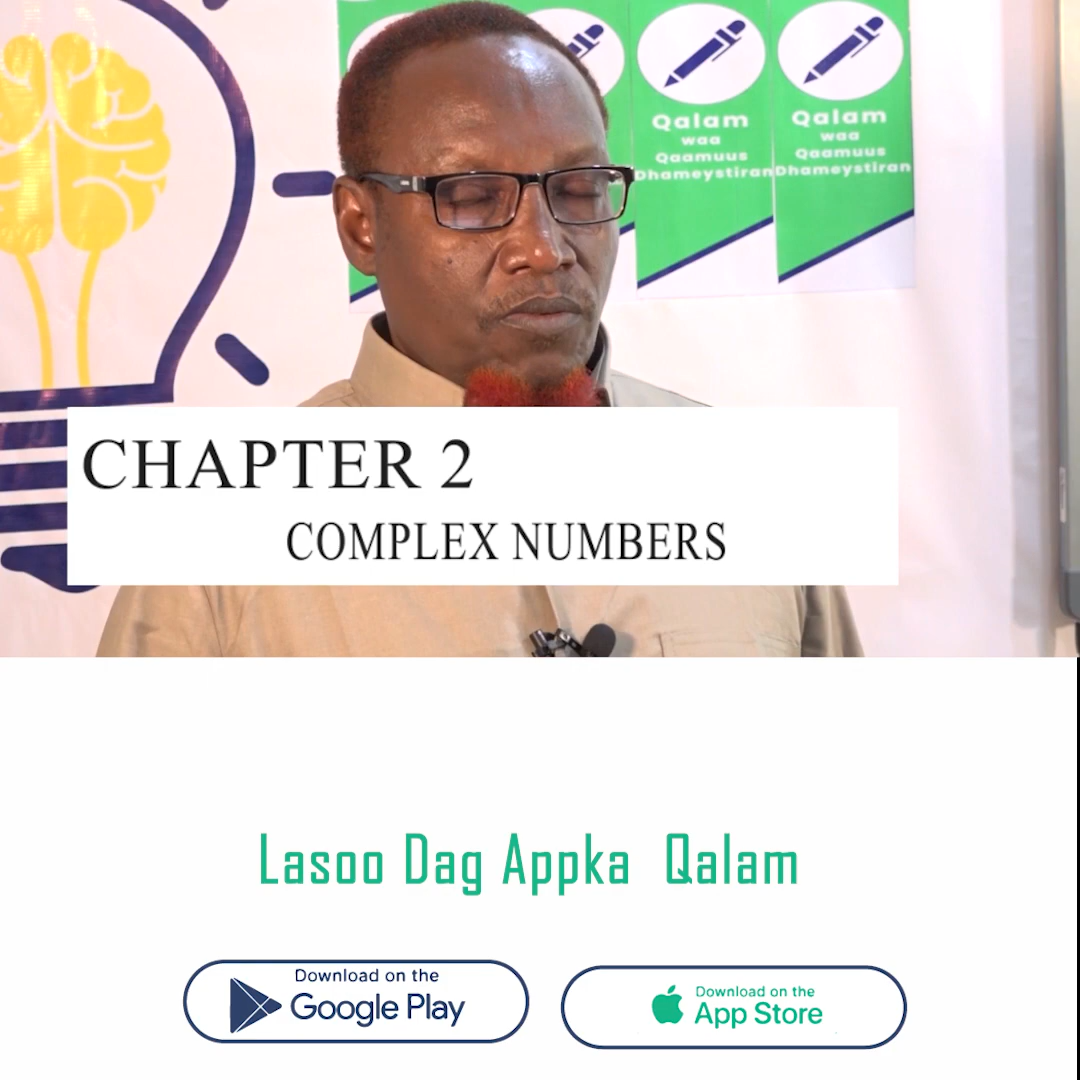 Qalam
waa
Qaamuus
Dhameystiran
Qalam
waa
Qaamuus
Dhameystiran
CHAPTER 2
COMPLEX NUMBERS
Lasoo Dag Appka Qalam
Download on the
Google Play
Download on the
App Store